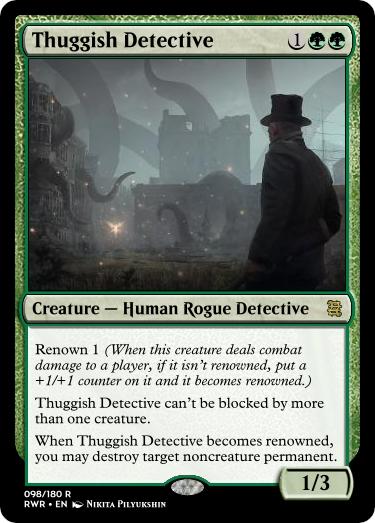 Thuggish Detective 1
Creature — Human Rogue Detective
Renown 1 (When this creature deals combat
damage to a player, if it isn't renowned, put a
+1/+1 counter on it and it becomes renowned.)
Thuggish Detective can't be blocked by more
than one creature.
When Thuggish Detective becomes renowned,
you may destroy target noncreature permanent.
1/3
098/180 R
RWR • EN Nikita Pilyukshin